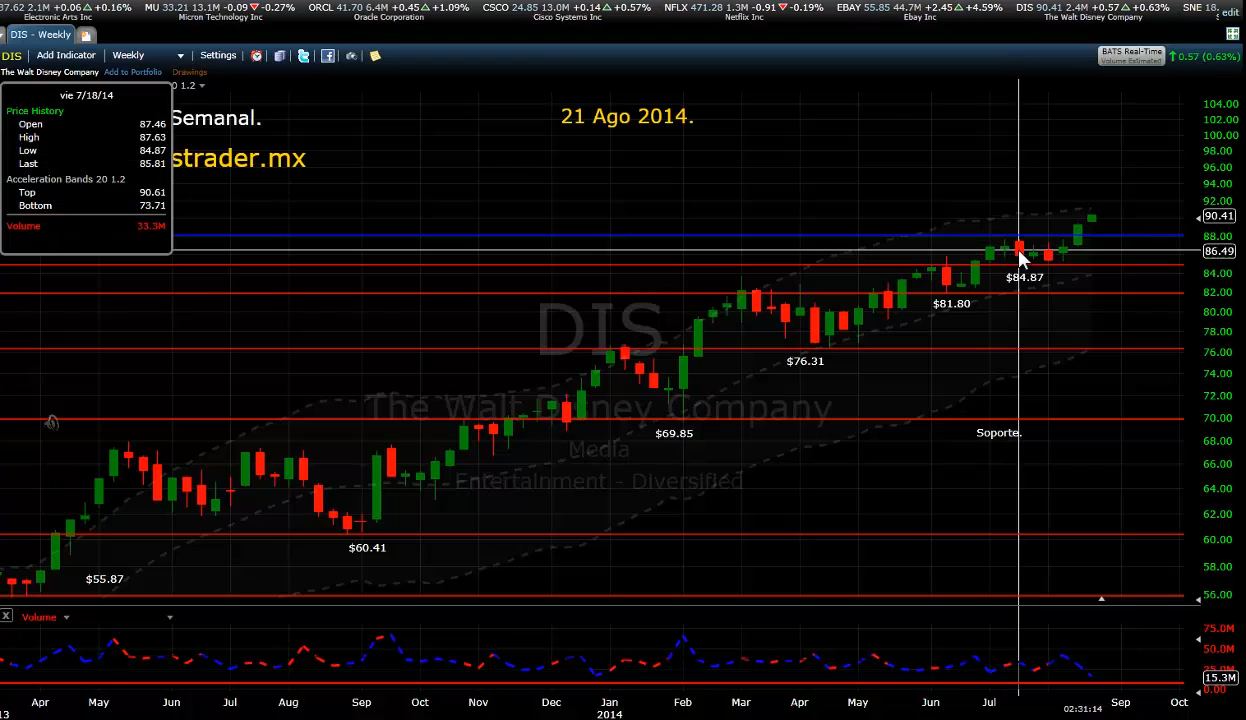 37.62 2.1M +0.06 +0.16% MU 33.21 13.1M -0.09 -0.27% ORCL 41.70 6.4M +0.45 +1.09% CSCO 24.85 13.0M +0.14 +0.57% NFLX 471.28 1.3M -0.91 -0.19% EBAY 55.85 44.7M +2.45 +4.59% DIS 90.41 2.4M +0.57 +0.63% SNE 18. edit
Electronic Arts Inc Micron Technology Inc Oracle Corporation Cisco Systems Inc Netflix Inc Ebay Inc The Walt Disney Company
DIS - Weekly
DIS Add Indicator Weekly Settings BATS Real-Time 0.57 (0.63%)
Volume Estimated
The Walt Disney Company Add to Portfolio Drawings
0 1.2
vie 7/18/14
Price History
Open 87.46
High 87.63
Low 84.87
Last 85.81
Acceleration Bands 20 1.2
Top 90.61
Bottom 73.71
Volume 33.3M
Semanal.
21 Ago 2014.
strader.mx
104.00
102.00
100.00
98.00
96.00
94.00
92.00
90.41
88.00
86.49
84.00
82.00
80.00
78.00
76.00
74.00
72.00
70.00
68.00
66.00
64.00
62.00
60.00
58.00
56.00
$84.87
$81.80
$76.31
$69.85
Soporte.
$60.41
$55.87
DIS
The Walt Disney Company
Media
Entertainment - Diversified
X Volume
75.0M
50.0M
25.0M
15.3M
0.00
Apr May Jun Jul Aug Sep Oct Nov Dec Jan Feb Mar Apr May Jun Jul 02:31:14 Sep Oct
13 2014